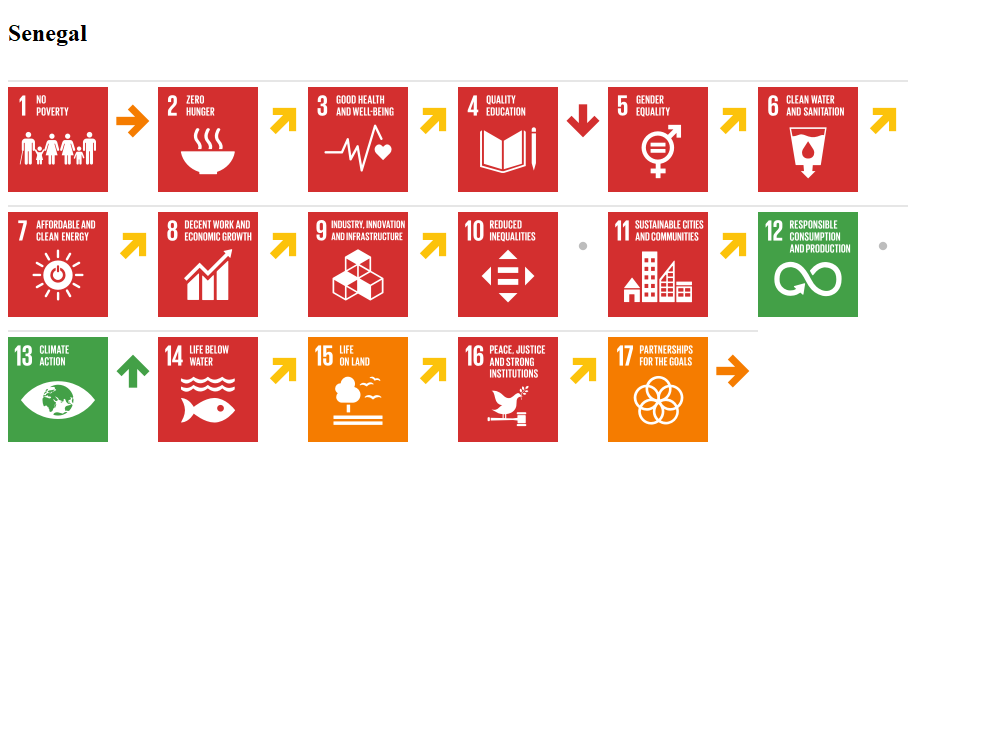 Senegal
1 NO
POVERTY
2 ZERO
HUNGER
3 GOOD HEALTH
AND WELL-BEING
4 QUALITY
EDUCATION
5 GENDER
EQUALITY
6 CLEAN WATER
AND SANITATION
7 AFFORDABLE AND
CLEAN ENERGY
8 DECENT WORK AND
ECONOMIC GROWTH
9 INDUSTRY, INNOVATION
AND INFRASTRUCTURE
10 REDUCED
INEQUALITIES
11 SUSTAINABLE CITIES
AND COMMUNITIES
12 RESPONSIBLE
CONSUMPTION
AND PRODUCTION
13 CLIMATE
ACTION
14 LIFE BELOW
WATER
15 LIFE
ON LAND
16 PEACE, JUSTICE
AND STRONG
INSTITUTIONS
17 PARTNERSHIPS
FOR THE GOALS